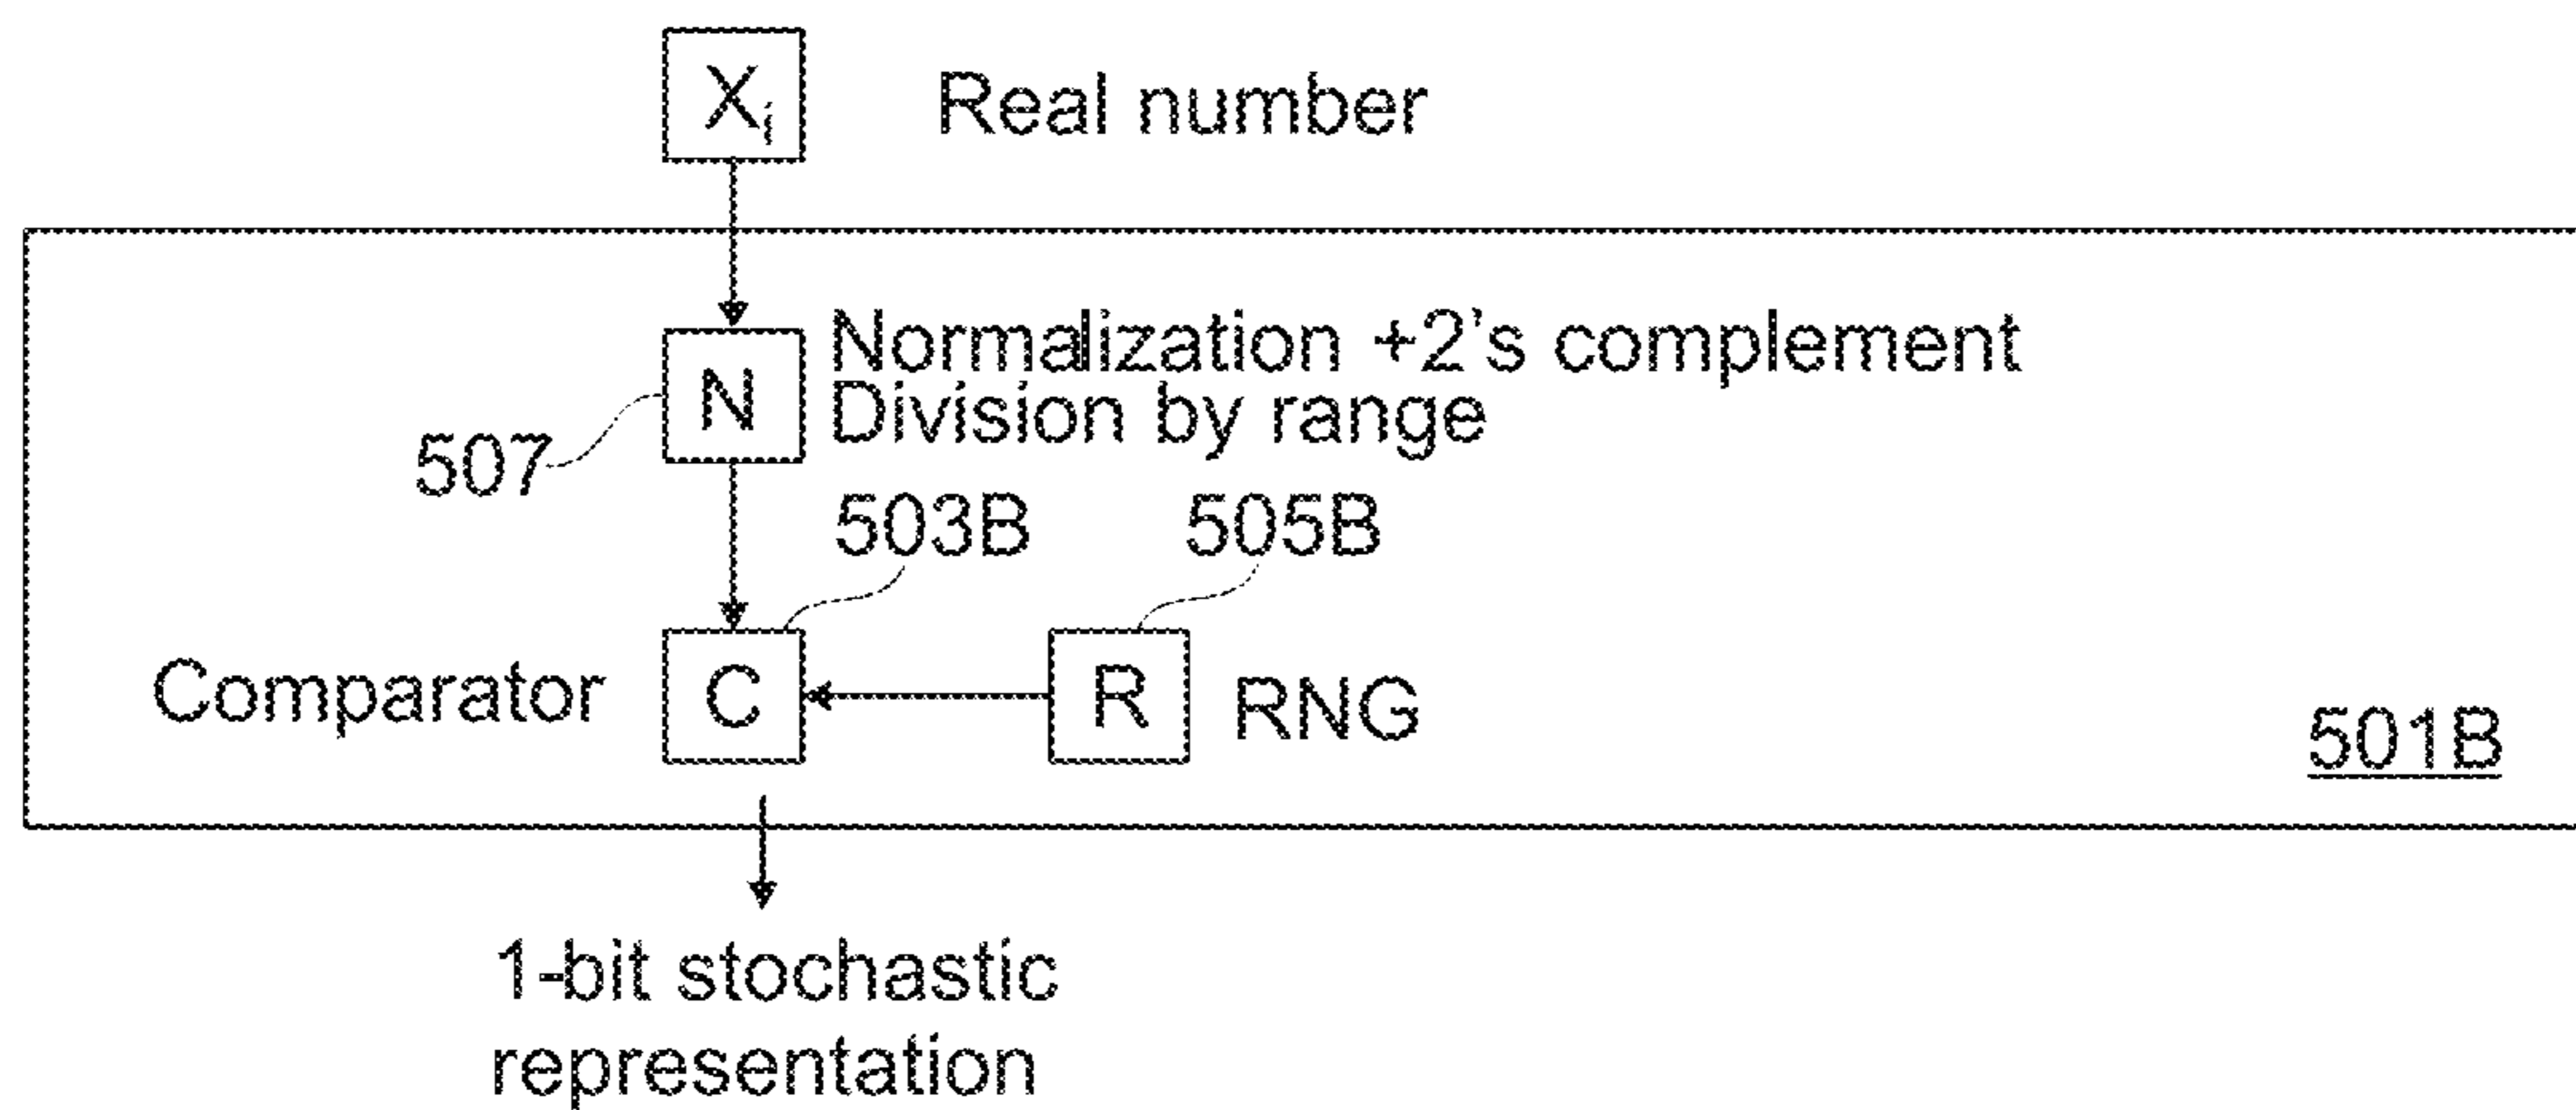 Xi
Real number
N
Normalization +2's complement
Division by range
507
503B
505B
Comparator
C
R
RNG
501B
1-bit stochastic
representation